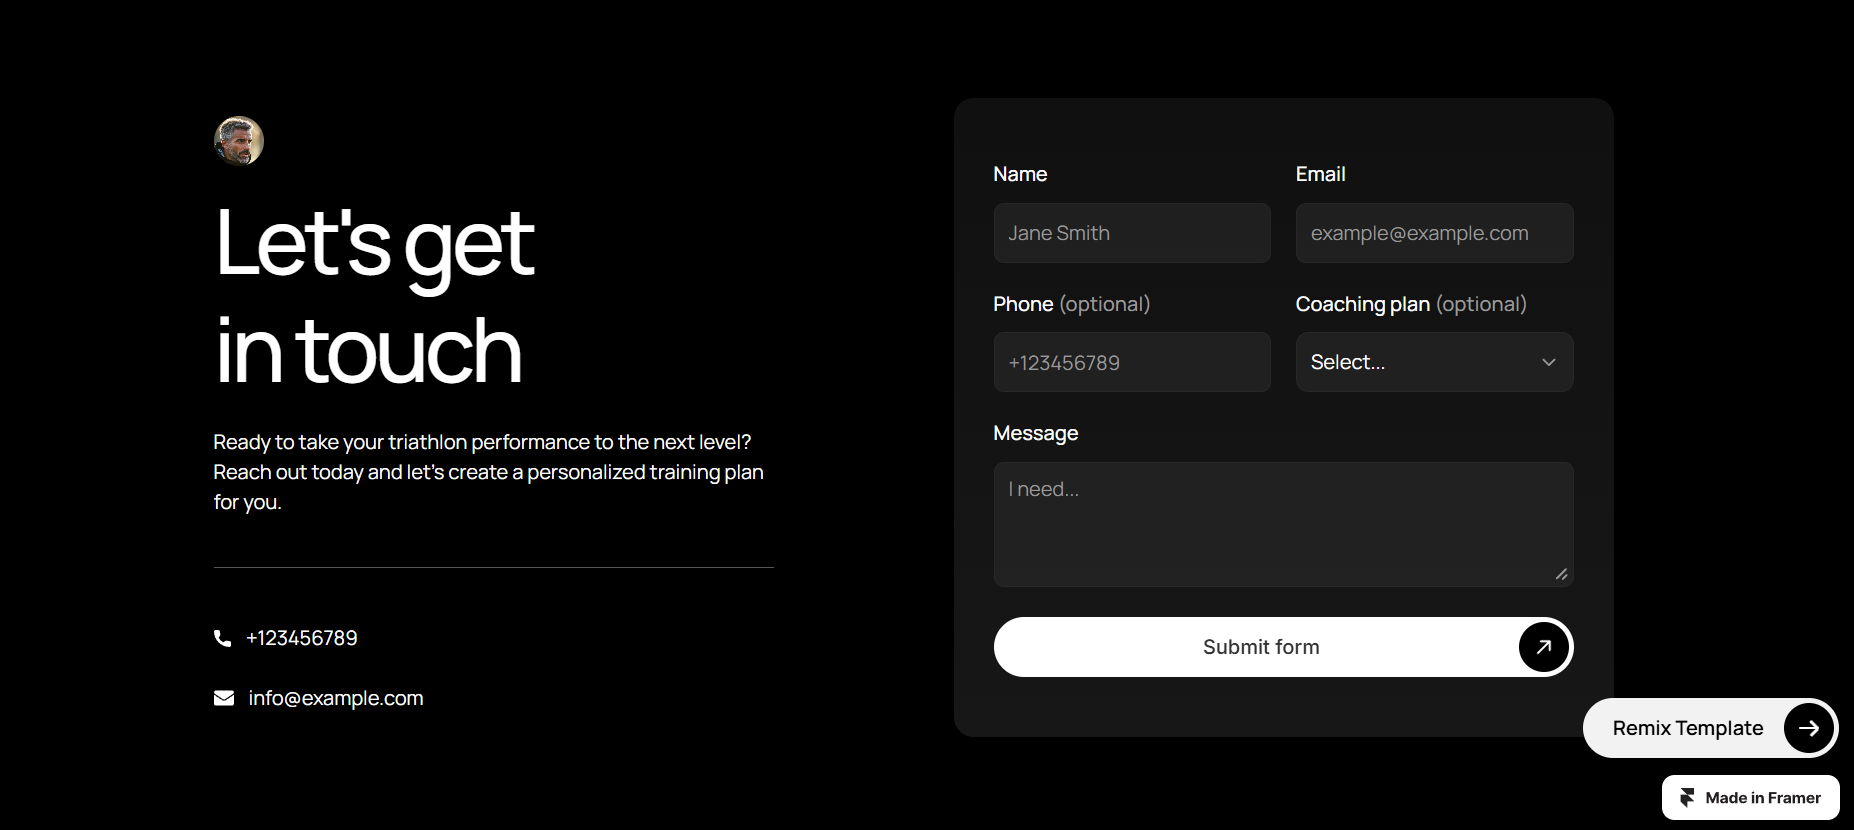 Let's get
in touch
Ready to take your triathlon performance to the next level?
Reach out today and let's create a personalized training plan
for you.
+123456789
info@example.com
Name
Jane Smith
Email
example@example.com
Phone (optional)
+123456789
Coaching plan (optional)
Select...
Message
I need...
Submit form
Remix Template
Made in Framer